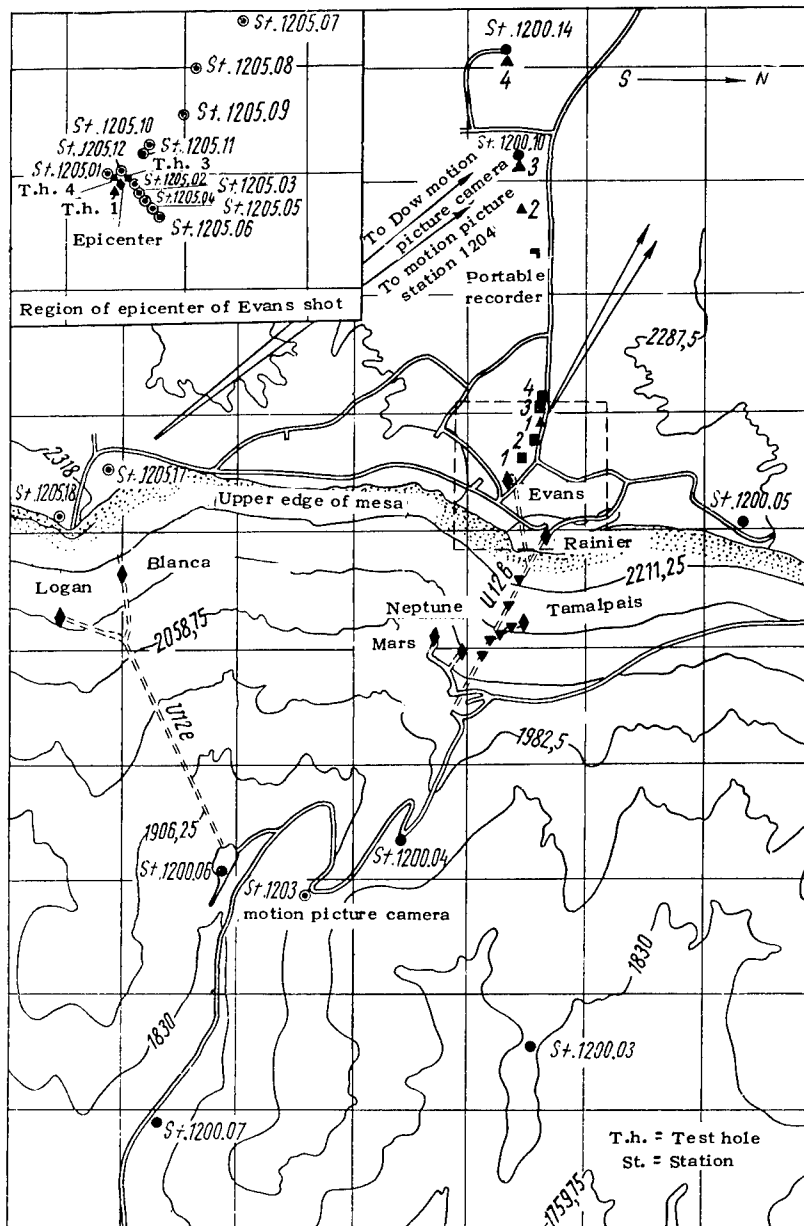 St.1205.07
St.1205.08
St.1205.09
St.1205.10
St.1205.11
St.J205.12
T.h. 3
St.1205.01
St.1205.02
St.1205.03
T.h. 4
St.1205.04
St.1205.05
T.h. 1
St.1205.06
Epicenter
Region of epicenter of Evans shot
St.1200.14
4
S
N
St.1200.10
3
2
To Dow motion
picture camera
To motion picture
station 1204
Portable
recorder
2287,5
4
3
1
2
1
2318
St.J205.17
St.1205.18
Upper edge of mesa
Evans
St.1200.05
Rainier
Blanca
Logan
U12b
2211,25
Neptune
Tamalpais
2058,75
Mars
U12e
1982,5
1906,25
St.1200.04
St.1200.06
St.1203
motion picture camera
1830
1830
St.1200.03
St.1200.07
T.h. = Test hole
St. = Station
1759,75